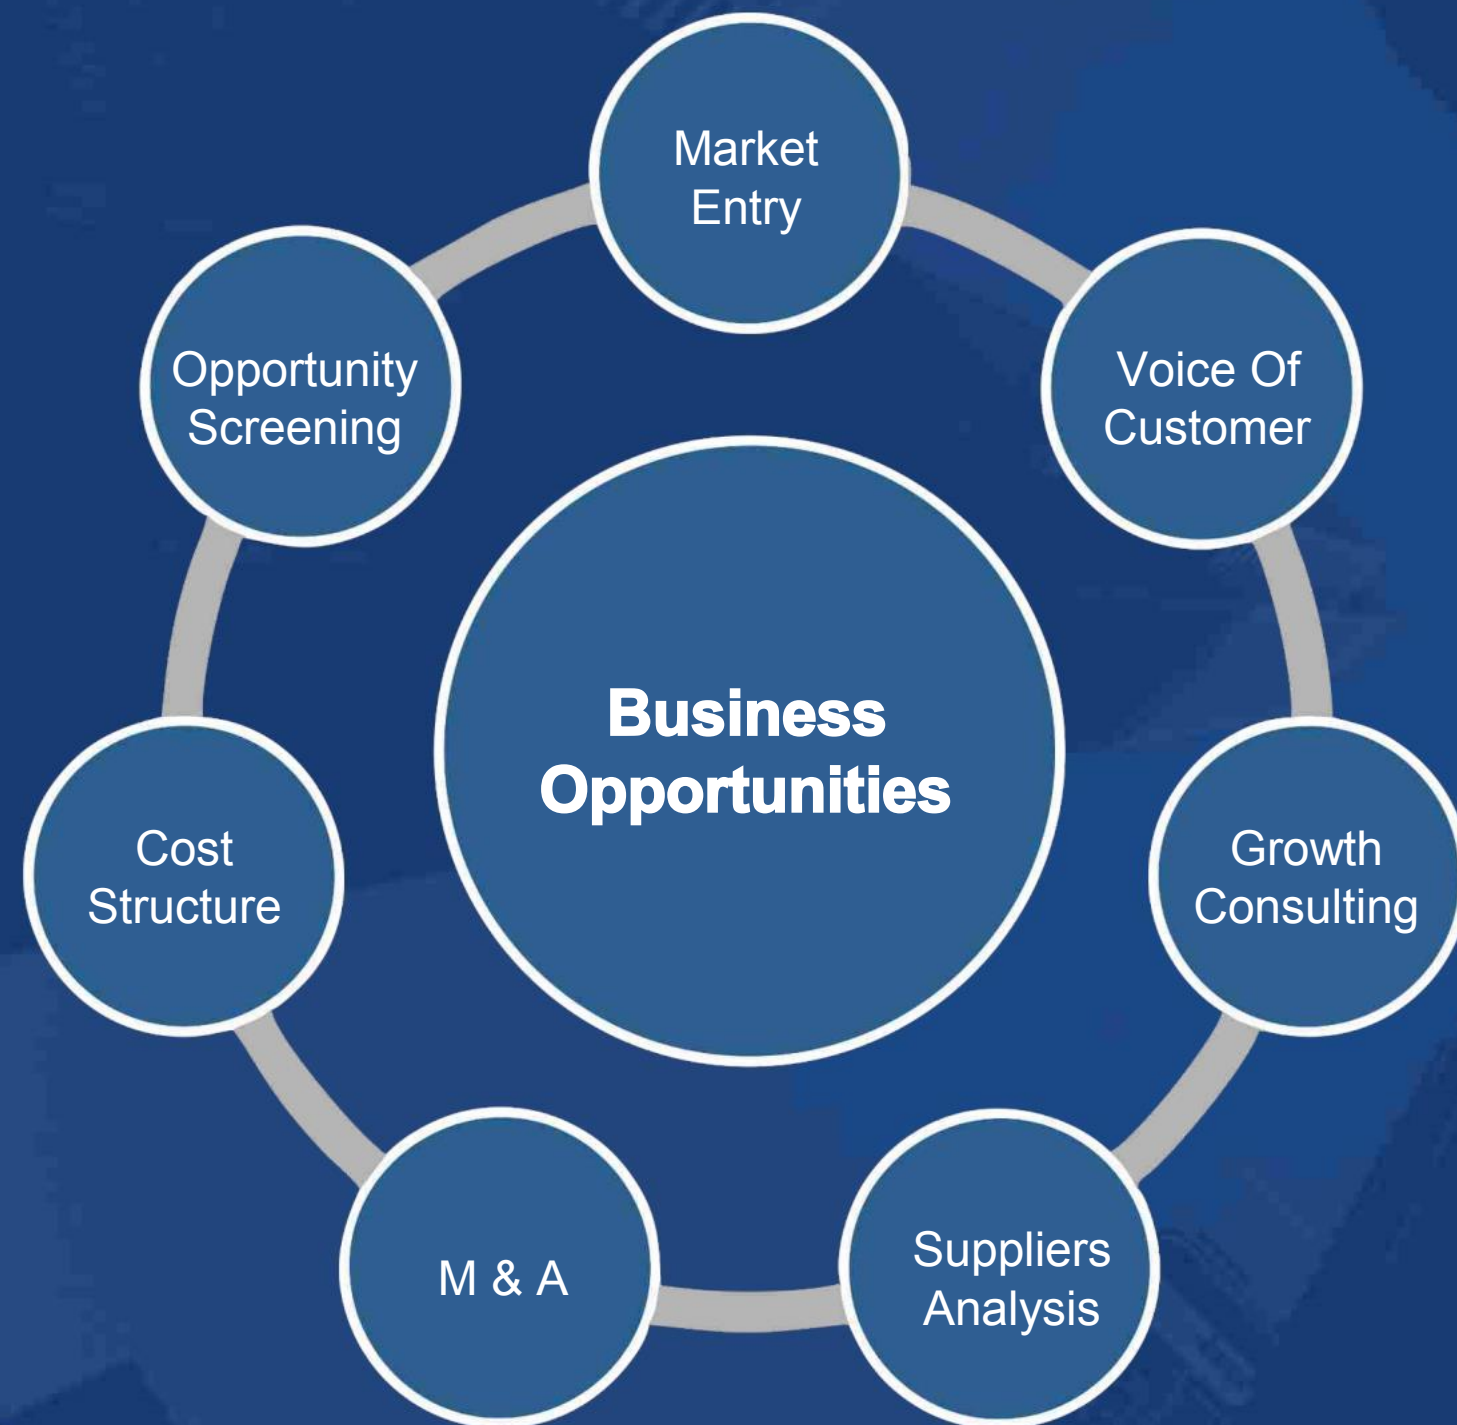 Market
Entry
Opportunity
Screening
Voice Of
Customer
Business
Opportunities
Cost
Structure
Growth
Consulting
M & A
Suppliers
Analysis